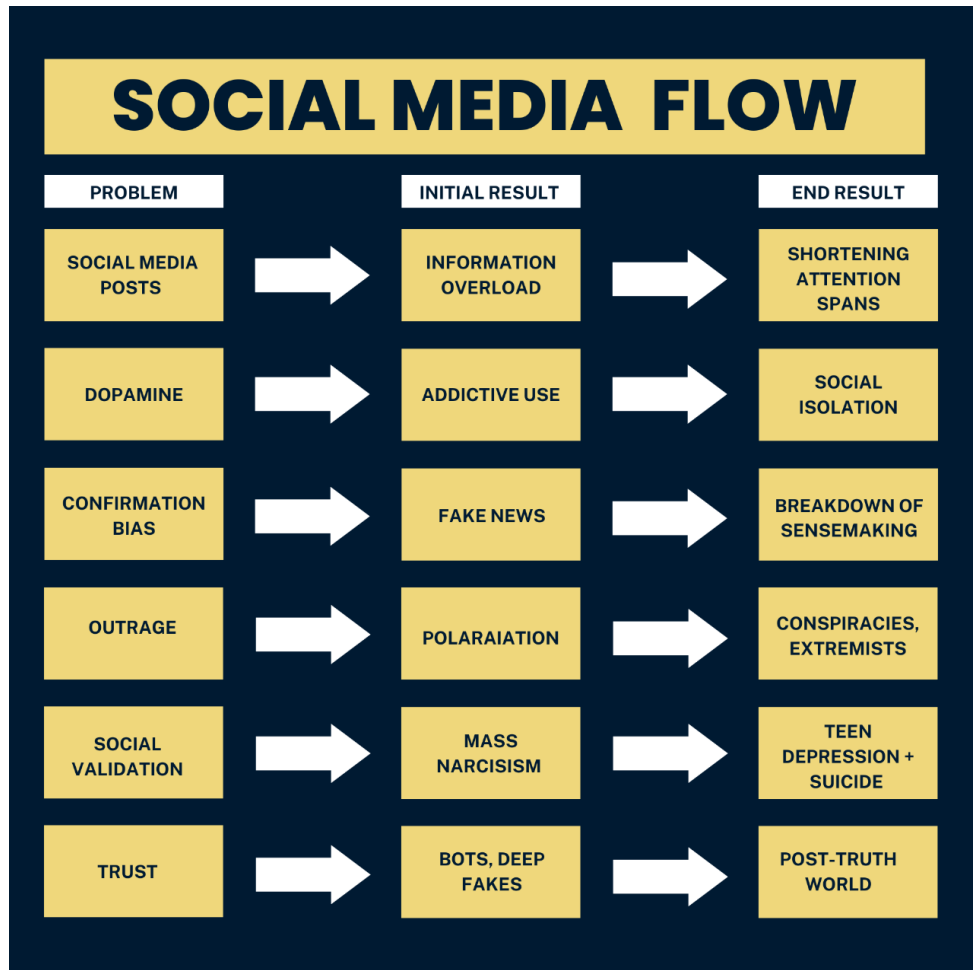 SOCIAL MEDIA FLOW
PROBLEM
INITIAL RESULT
END RESULT
SOCIAL MEDIA
POSTS
INFORMATION
OVERLOAD
SHORTENING
ATTENTION
SPANS
DOPAMINE
ADDICTIVE USE
SOCIAL
ISOLATION
CONFIRMATION
BIAS
FAKE NEWS
BREAKDOWN OF
SENSEMAKING
OUTRAGE
POLARAIATION
CONSPIRACIES,
EXTREMISTS
SOCIAL
VALIDATION
MASS
NARCISISM
TEEN
DEPRESSION +
SUICIDE
TRUST
BOTS, DEEP
FAKES
POST-TRUTH
WORLD